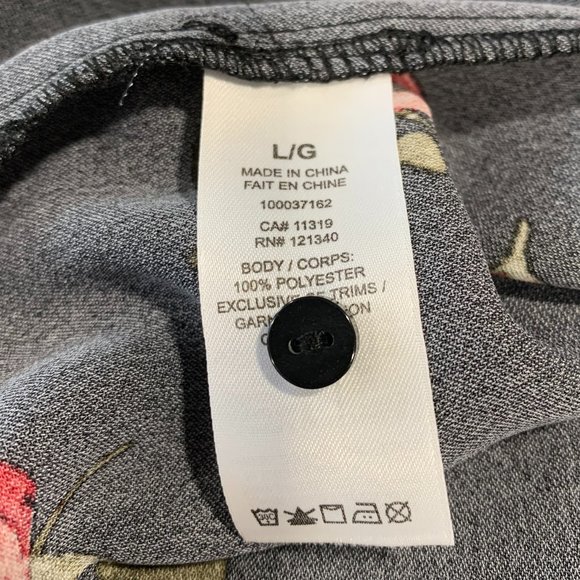 L/G
MADE IN CHINA
FAIT EN CHINE
100037162
CA# 11319
RN# 121340
BODY / CORPS:
100% POLYESTER
EXCLUSIVE TRIMS /